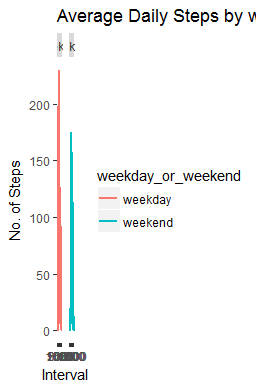 Average Daily Steps by w
k k
200
150
100
50
0
No. of Steps
Interval
weekday_or_weekend
weekday
weekend